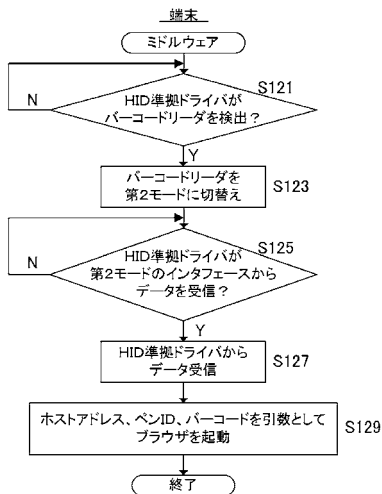 端末
ミドルウェア
S121
N
HID準拠ドライバが
バーコードリーダを検出？
Y
バーコードリーダを
第2モードに切替え
S123
S125
N
HID準拠ドライバが
第2モードのインタフェースから
データを受信？
Y
HID準拠ドライバから
データ受信
S127
ホストアドレス、ペンID、バーコードを引数として
ブラウザを起動
S129
終了